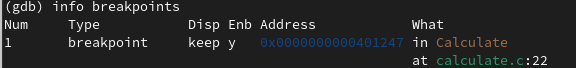 (gdb) info breakpoints
Num     Type           Disp Enb Address            What
1       breakpoint     keep y   0x0000000000401247 in Calculate
                                                   at calculate.c:22